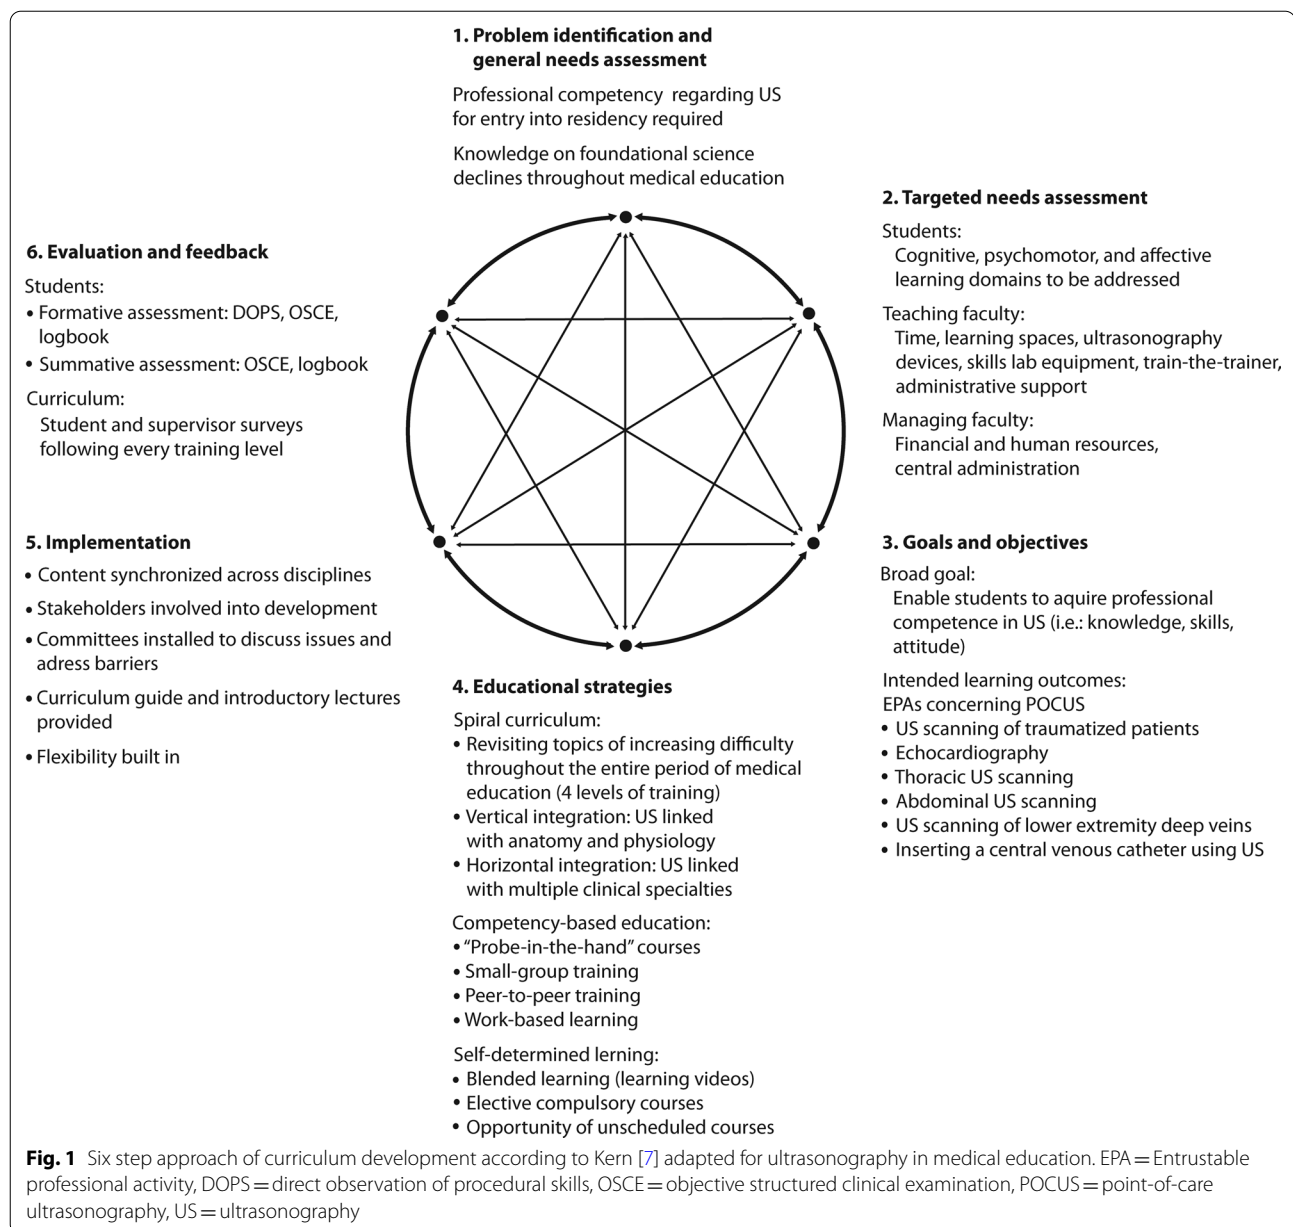 1. Problem identification and
general needs assessment
Professional competency regarding US
for entry into residency required
Knowledge on foundational science
declines throughout medical education
2. Targeted needs assessment
Students:
Cognitive, psychomotor, and affective
learning domains to be addressed
Teaching faculty:
Time, learning spaces, ultrasonography
devices, skills lab equipment, train-the-trainer,
administrative support
Managing faculty:
Financial and human resources,
central administration
3. Goals and objectives
Broad goal:
Enable students to aquire professional
competence in US (i.e.: knowledge, skills,
attitude)
Intended learning outcomes:
EPAs concerning POCUS
• US scanning of traumatized patients
• Echocardiography
• Thoracic US scanning
• Abdominal US scanning
• US scanning of lower extremity deep veins
• Inserting a central venous catheter using US
4. Educational strategies
Spiral curriculum:
• Revisiting topics of increasing difficulty
throughout the entire period of medical
education (4 levels of training)
• Vertical integration: US linked
with anatomy and physiology
• Horizontal integration: US linked
with multiple clinical specialties
Competency-based education:
• “Probe-in-the-hand” courses
• Small-group training
• Peer-to-peer training
• Work-based learning
Self-determined lerning:
• Blended learning (learning videos)
• Elective compulsory courses
• Opportunity of unscheduled courses
5. Implementation
• Content synchronized across disciplines
• Stakeholders involved into development
• Committees installed to discuss issues and
adress barriers
• Curriculum guide and introductory lectures
provided
• Flexibility built in
6. Evaluation and feedback
Students:
• Formative assessment: DOPS, OSCE,
logbook
• Summative assessment: OSCE, logbook
Curriculum:
Student and supervisor surveys
following every training level
Fig. 1 Six step approach of curriculum development according to Kern [7] adapted for ultrasonography in medical education. EPA = Entrustable
professional activity, DOPS = direct observation of procedural skills, OSCE = objective structured clinical examination, POCUS = point-of-care
ultrasonography, US = ultrasonography